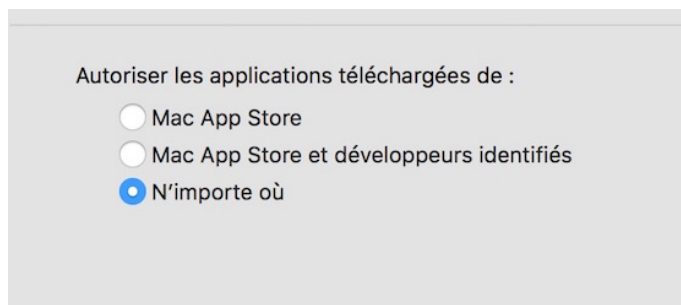 Autoriser les applications téléchargées de :
Mac App Store
Mac App Store et développeurs identifiés
N’importe où